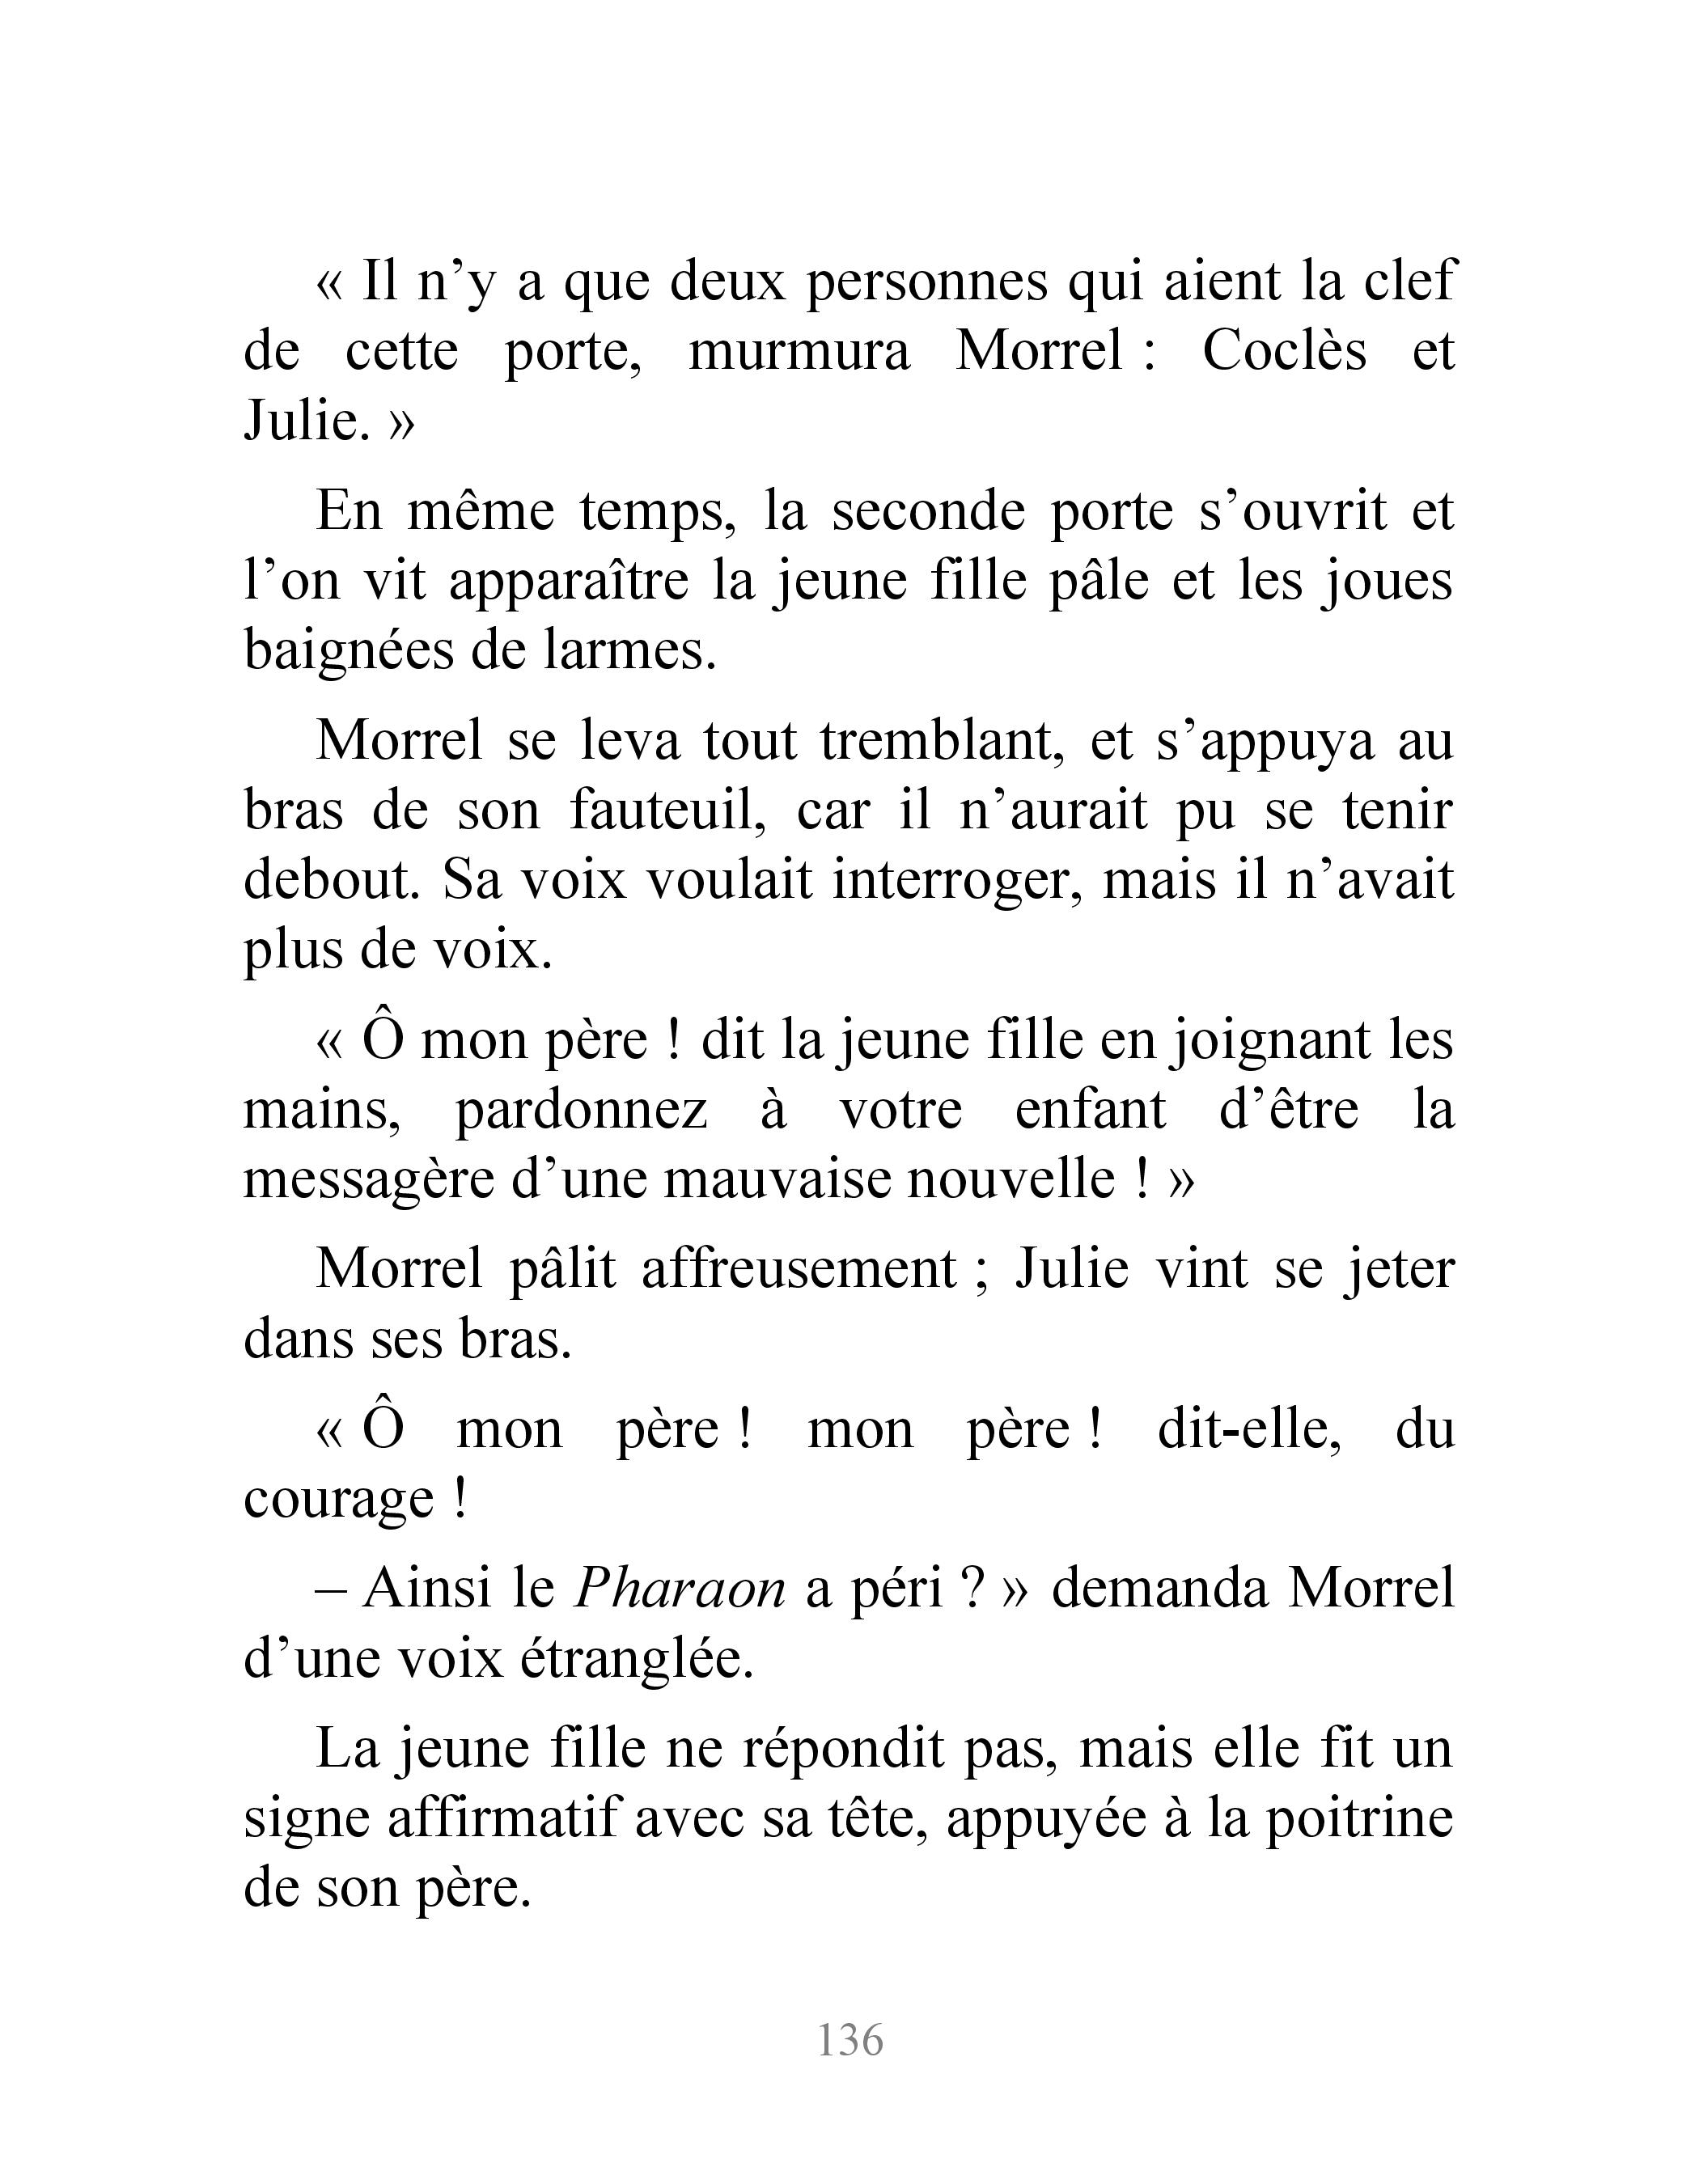 « Il n’y a que deux personnes qui aient la clef
de cette porte, murmura Morrel : Coclès et
Julie. »
En même temps, la seconde porte s’ouvrit et
l’on vit apparaître la jeune fille pâle et les joues
baignées de larmes.
Morrel se leva tout tremblant, et s’appuya au
bras de son fauteuil, car il n’aurait pu se tenir
debout. Sa voix voulait interroger, mais il n’avait
plus de voix.
« Ô mon père ! dit la jeune fille en joignant les
mains, pardonnez à votre enfant d’être la
messagère d’une mauvaise nouvelle ! »
Morrel pâlit affreusement ; Julie vint se jeter
dans ses bras.
« Ô mon père ! mon père ! dit-elle, du
courage !
– Ainsi le Pharaon a péri ? » demanda Morrel
d’une voix étranglée.
La jeune fille ne répondit pas, mais elle fit un
signe affirmatif avec sa tête, appuyée à la poitrine
de son père.
136